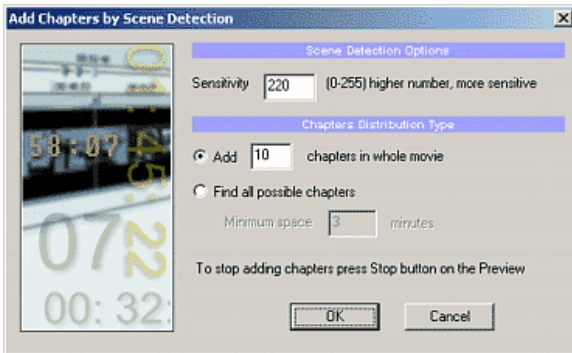 Add Chapters by Scene Detection
Scene Detection Options
Sensitivity 220 (0-255) higher number, more sensitive
Chapters Distribution Type
Add 10 chapters in whole movie
Find all possible chapters
Minimum space 3 minutes
To stop adding chapters press Stop button on the Preview
OK Cancel
01:45:22
58:07
07
00: 32: